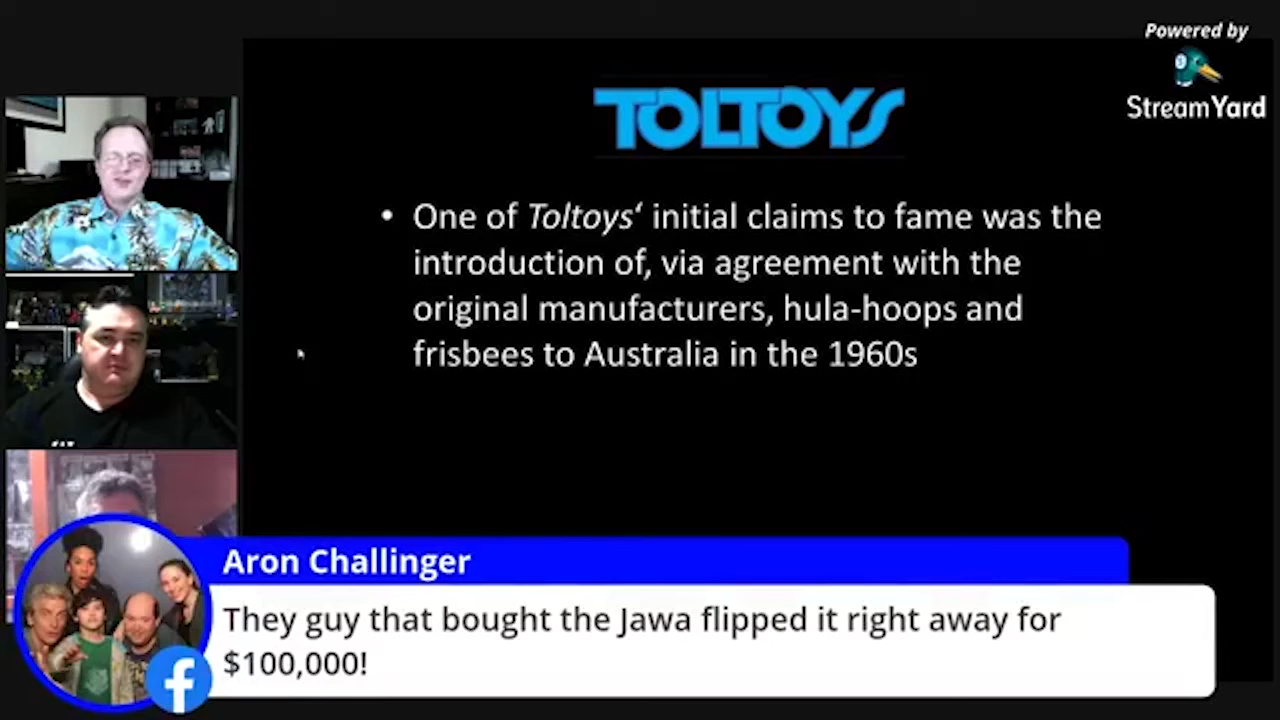 Powered by
StreamYard
TOLTOYS
• One of Toltoys‘ initial claims to fame was the
introduction of, via agreement with the
original manufacturers, hula-hoops and
frisbees to Australia in the 1960s
Aron Challinger
They guy that bought the Jawa flipped it right away for
$100,000!